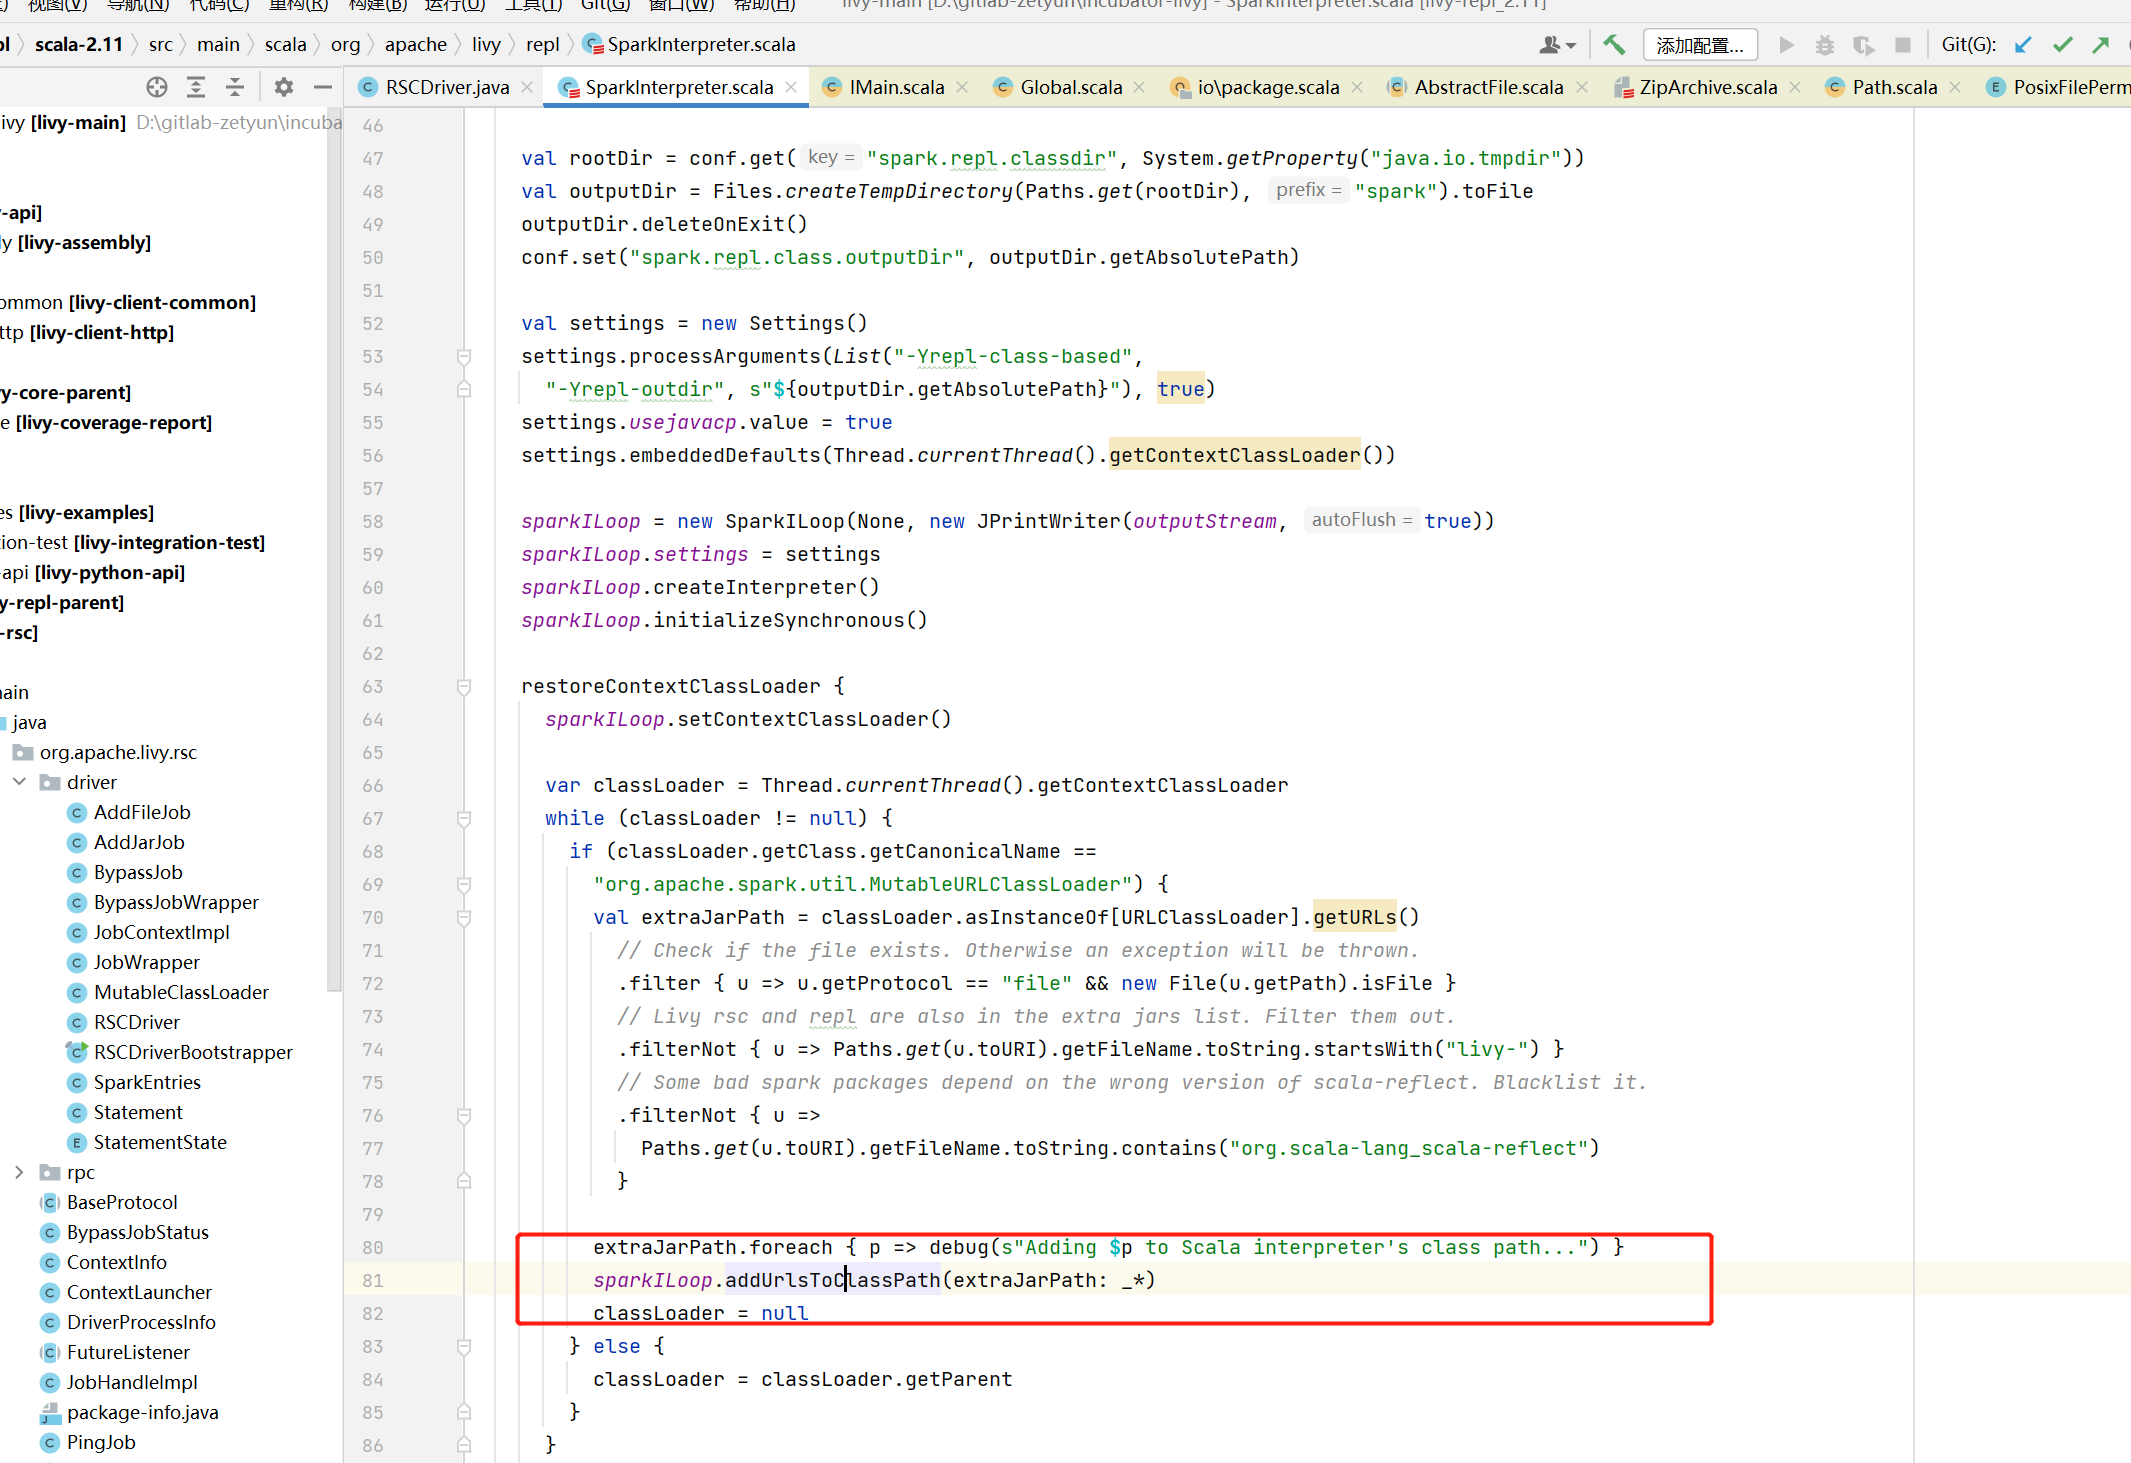 视图(V) 导航(N) 代码(C) 重构(R) 构建(B) 运行(U) 工具(T) Git(G) 窗口(W) 帮助(H) livy-main [D:\gitlab-zetyun\incubator-livy] - SparkInterpreter.scala [livy-repl_2.11]
scala-2.11 src main scala org apache livy repl SparkInterpreter.scala 添加配置... Git(G):
RSCDriver.java SparkInterpreter.scala IMain.scala Global.scala io\package.scala AbstractFile.scala ZipArchive.scala Path.scala PosixFilePerm
ivy [livy-main] D:\gitlab-zetyun\incuba
-api]
ly [livy-assembly]
ommon [livy-client-common]
ttp [livy-client-http]
vy-core-parent]
e [livy-coverage-report]
es [livy-examples]
tion-test [livy-integration-test]
-api [livy-python-api]
y-repl-parent]
-rsc]
ain
java
org.apache.livy.rsc
driver
AddFileJob
AddJarJob
BypassJob
BypassJobWrapper
JobContextImpl
JobWrapper
MutableClassLoader
RSCDriver
RSCDriverBootstrapper
SparkEntries
Statement
StatementState
rpc
BaseProtocol
BypassJobStatus
ContextInfo
ContextLauncher
DriverProcessInfo
FutureListener
JobHandleImpl
package-info.java
PingJob
46
47 val rootDir = conf.get( key = "spark.repl.classdir", System.getProperty("java.io.tmpdir"))
48 val outputDir = Files.createTempDirectory(Paths.get(rootDir), prefix = "spark").toFile
49 outputDir.deleteOnExit()
50 conf.set("spark.repl.class.outputDir", outputDir.getAbsolutePath)
51
52 val settings = new Settings()
53 settings.processArguments(List("-Yrepl-class-based",
54 "-Yrepl-outdir", s"${outputDir.getAbsolutePath}"), true)
55 settings.usejavacp.value = true
56 settings.embeddedDefaults(Thread.currentThread().getContextClassLoader())
57
58 sparkILoop = new SparkILoop(None, new JPrintWriter(outputStream, autoFlush = true))
59 sparkILoop.settings = settings
60 sparkILoop.createInterpreter()
61 sparkILoop.initializeSynchronous()
62
63 restoreContextClassLoader {
64 sparkILoop.setContextClassLoader()
65
66 var classLoader = Thread.currentThread().getContextClassLoader
67 while (classLoader != null) {
68 if (classLoader.getClass.getCanonicalName ==
69 "org.apache.spark.util.MutableURLClassLoader") {
70 val extraJarPath = classLoader.asInstanceOf[URLClassLoader].getURLs()
71 // Check if the file exists. Otherwise an exception will be thrown.
72 .filter { u => u.getProtocol == "file" && new File(u.getPath).isFile }
73 // Livy rsc and repl are also in the extra jars list. Filter them out.
74 .filterNot { u => Paths.get(u.toURI).getFileName.toString.startsWith("livy-") }
75 // Some bad spark packages depend on the wrong version of scala-reflect. Blacklist it.
76 .filterNot { u =>
77 Paths.get(u.toURI).getFileName.toString.contains("org.scala-lang_scala-reflect")
78 }
79
80 extraJarPath.foreach { p => debug(s"Adding $p to Scala interpreter's class path...") }
81 sparkILoop.addUrlsToClassPath(extraJarPath: _*)
82 classLoader = null
83 } else {
84 classLoader = classLoader.getParent
85 }
86 }